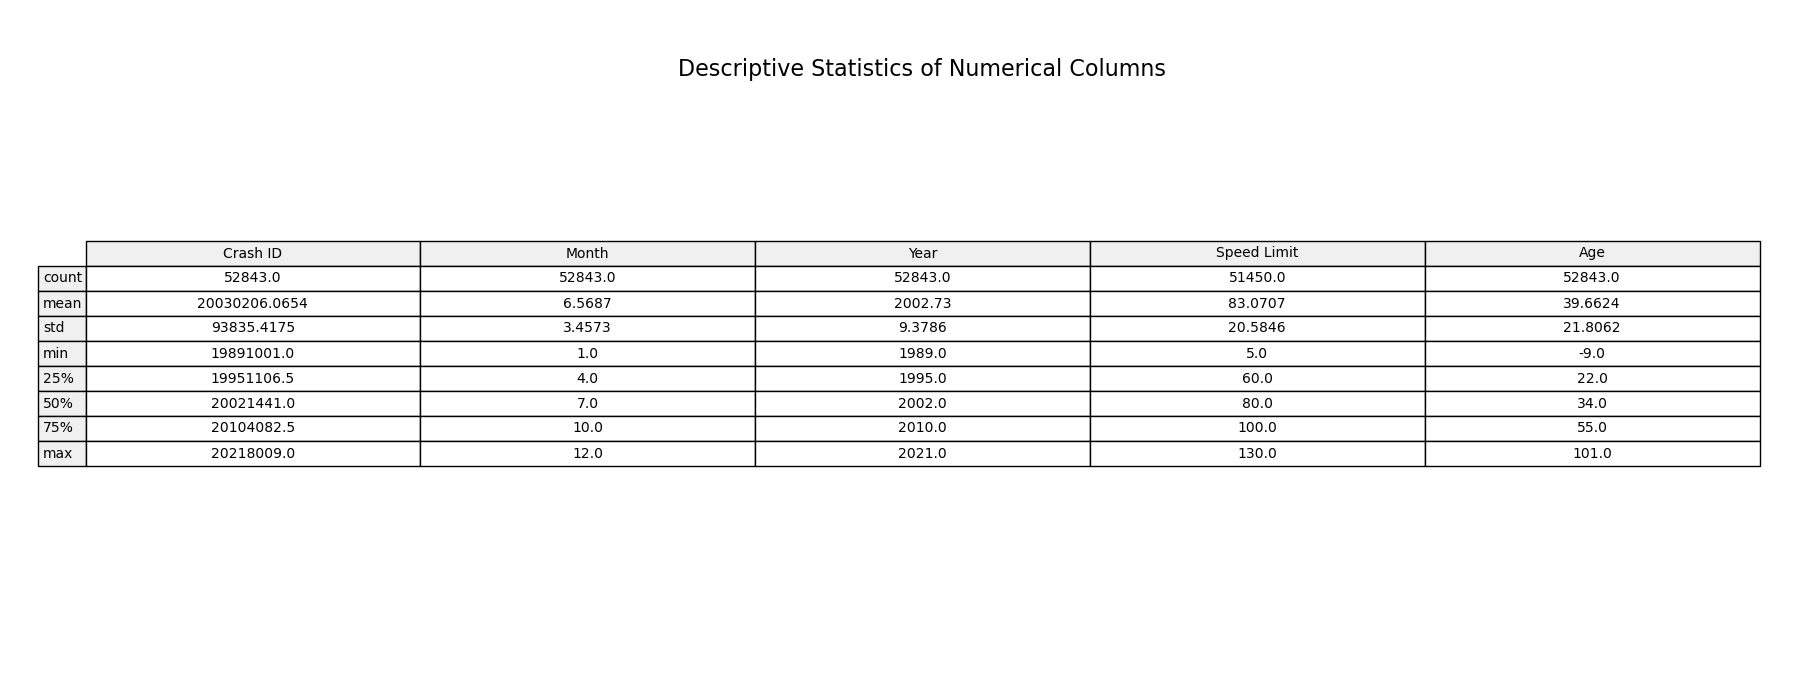 Descriptive Statistics of Numerical Columns
Crash ID Month Year Speed Limit Age
count 52843.0 52843.0 52843.0 51450.0 52843.0
mean 20030206.0654 6.5687 2002.73 83.0707 39.6624
std 93835.4175 3.4573 9.3786 20.5846 21.8062
min 19891001.0 1.0 1989.0 5.0 -9.0
25% 19951106.5 4.0 1995.0 60.0 22.0
50% 20021441.0 7.0 2002.0 80.0 34.0
75% 20104082.5 10.0 2010.0 100.0 55.0
max 20218009.0 12.0 2021.0 130.0 101.0